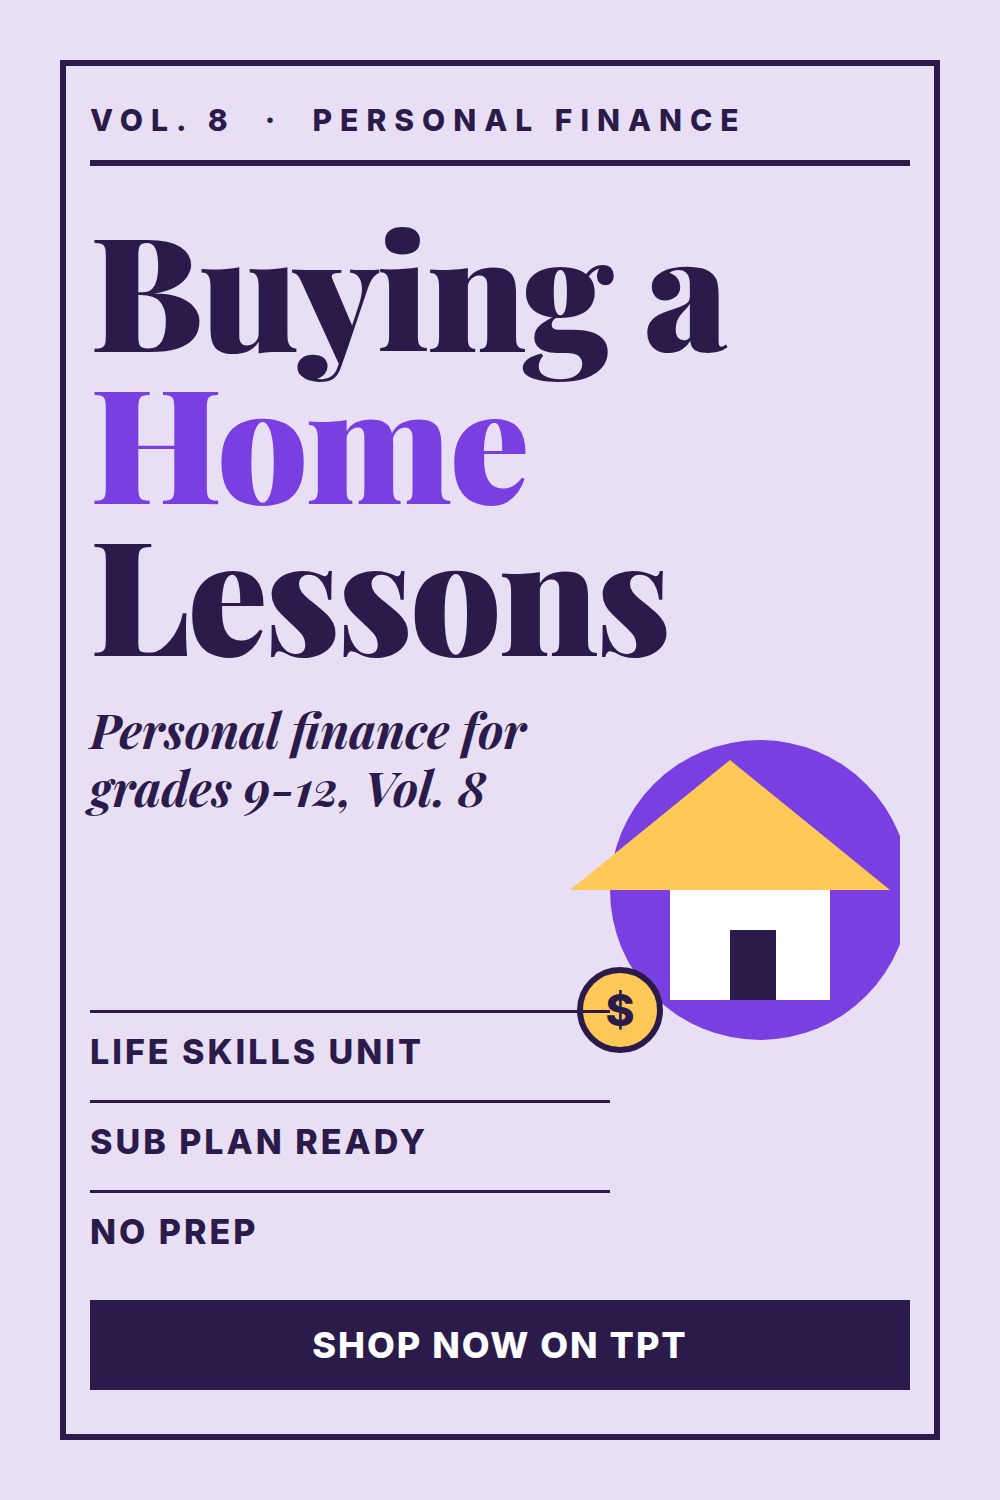 VOL. 8 · PERSONAL FINANCE
Buying a
Home
Lessons
Personal finance for
grades 9–12, Vol. 8
$
LIFE SKILLS UNIT
SUB PLAN READY
NO PREP
SHOP NOW ON TPT